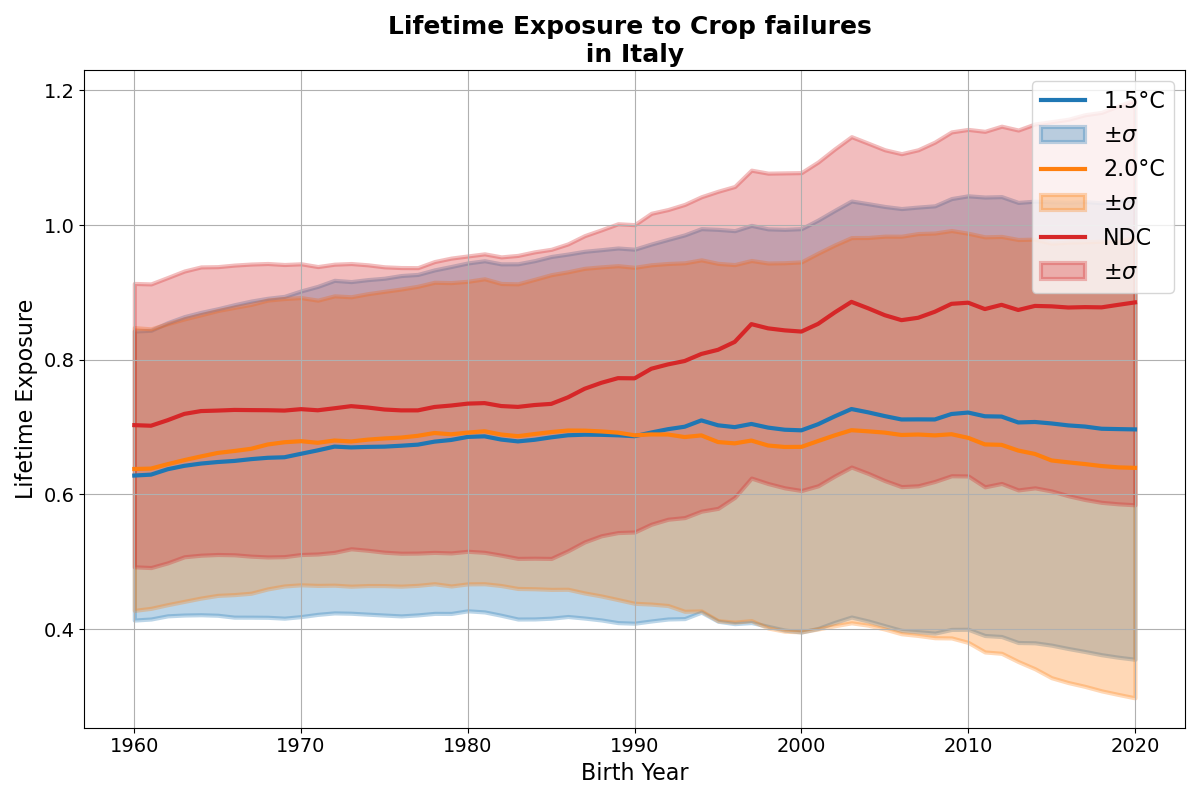 Lifetime Exposure to Crop failures
in Italy
Lifetime Exposure
1.2
1.0
0.8
0.6
0.4
1.5°C
±σ
2.0°C
±σ
NDC
±σ
1960
1970
1980
1990
2000
2010
2020
Birth Year